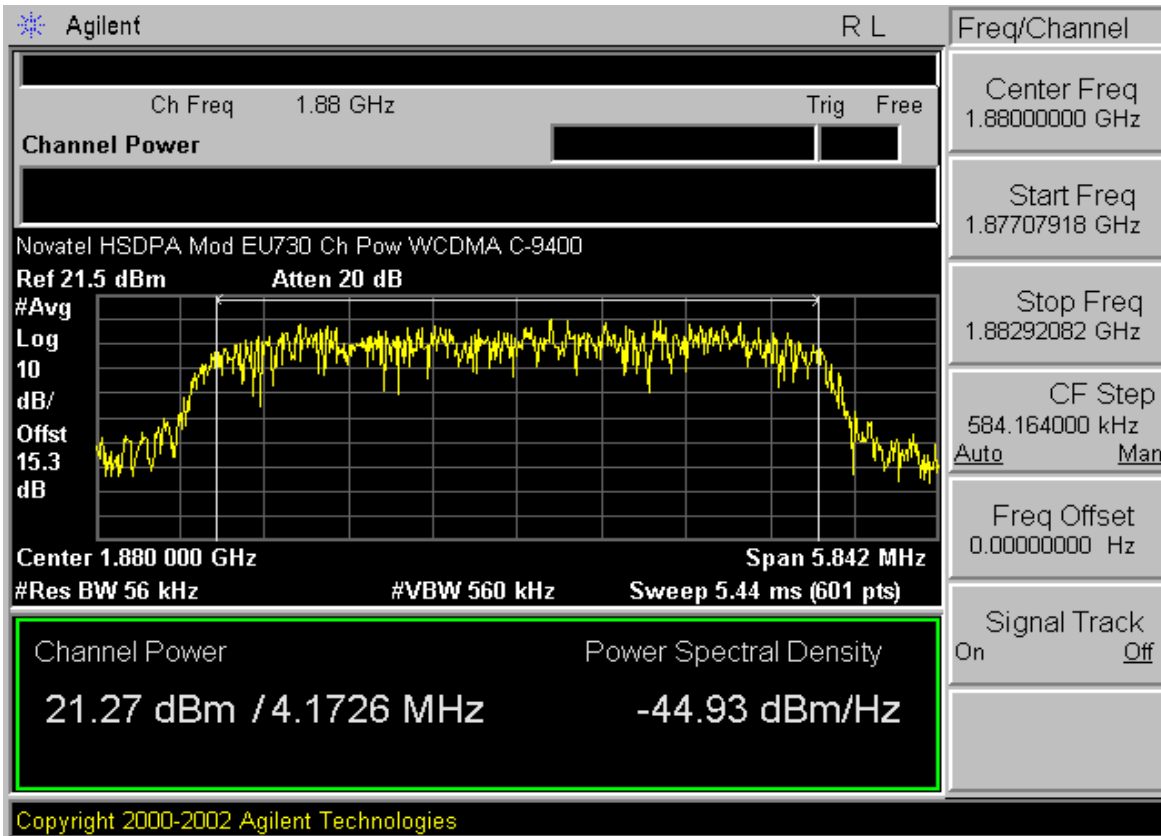 Agilent R L
Ch Freq 1.88 GHz Trig Free
Channel Power
Novatel HSDPA Mod EU730 Ch Pow WCDMA C-9400
Ref 21.5 dBm Atten 20 dB
#Avg
Log
10
dB/
Offst
15.3
dB
Center 1.880 000 GHz Span 5.842 MHz
#Res BW 56 kHz #VBW 560 kHz Sweep 5.44 ms (601 pts)
Channel Power Power Spectral Density
21.27 dBm / 4.1726 MHz -44.93 dBm/Hz
Copyright 2000-2002 Agilent Technologies
Freq/Channel
Center Freq
1.88000000 GHz
Start Freq
1.87707918 GHz
Stop Freq
1.88292082 GHz
CF Step
584.164000 kHz
Auto Man
Freq Offset
0.00000000 Hz
Signal Track
On Off